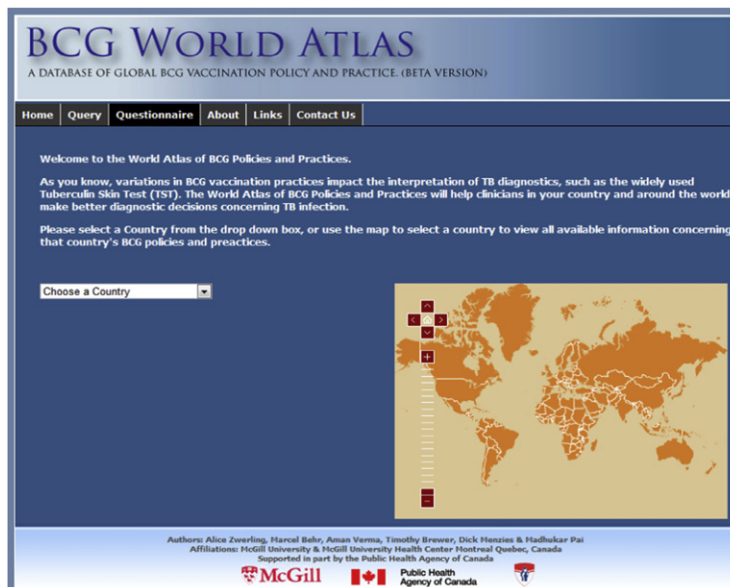 BCG WORLD ATLAS
A DATABASE OF GLOBAL BCG VACCINATION POLICY AND PRACTICE. (BETA VERSION)
Home Query Questionnaire About Links Contact Us
Welcome to the World Atlas of BCG Policies and Practices.
As you know, variations in BCG vaccination practices impact the interpretation of TB diagnostics, such as the widely used
Tuberculin Skin Test (TST). The World Atlas of BCG Policies and Practices will help clinicians in your country and around the world
make better diagnostic decisions concerning TB infection.
Please select a Country from the drop down box, or use the map to select a country to view all available information concerning
that country's BCG policies and preactices.
Choose a Country
Authors: Alice Zwerling, Marcel Behr, Aman Verma, Timothy Brewer, Dick Menzies & Madhukar Pai
Affiliations: McGill University & McGill University Health Center Montreal Quebec, Canada
Supported in part by the Public Health Agency of Canada
McGill
Public Health
Agency of Canada